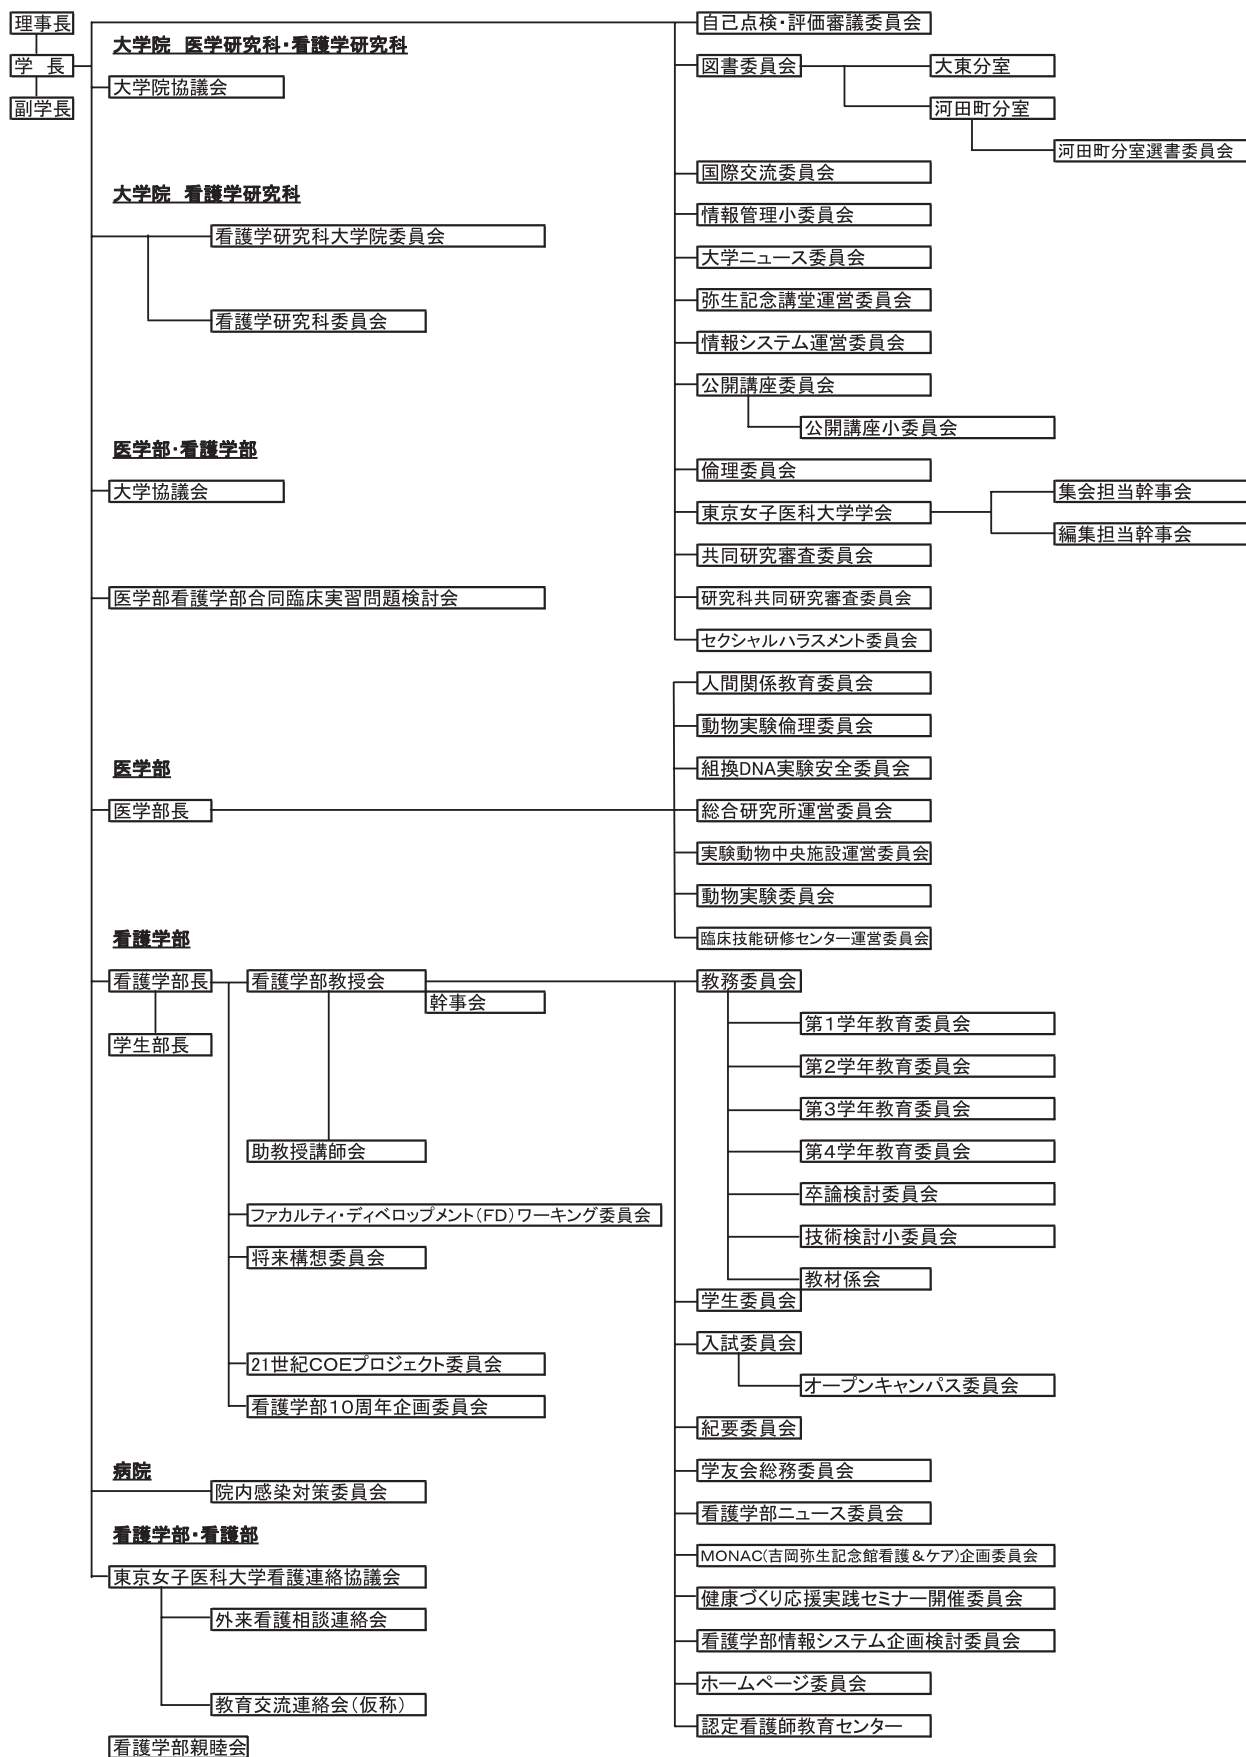 理事長
学 長
副学長
大学院 医学研究科・看護学研究科
大学院協議会
大学院 看護学研究科
看護学研究科大学院委員会
看護学研究科委員会
医学部・看護学部
大学協議会
医学部看護学部合同臨床実習問題検討会
医学部
医学部長
看護学部
看護学部長
学生部長
看護学部教授会
幹事会
助教授講師会
ファカルティ・ディベロップメント(FD)ワーキング委員会
将来構想委員会
21世紀COEプロジェクト委員会
看護学部10周年企画委員会
病院
院内感染対策委員会
看護学部・看護部
東京女子医科大学看護連絡協議会
外来看護相談連絡会
教育交流連絡会(仮称)
看護学部親睦会
自己点検・評価審議委員会
図書委員会
大東分室
河田町分室
河田町分室選書委員会
国際交流委員会
情報管理小委員会
大学ニュース委員会
弥生記念講堂運営委員会
情報システム運営委員会
公開講座委員会
公開講座小委員会
倫理委員会
東京女子医科大学学会
集会担当幹事会
編集担当幹事会
共同研究審査委員会
研究科共同研究審査委員会
セクシャルハラスメント委員会
人間関係教育委員会
動物実験倫理委員会
組換DNA実験安全委員会
総合研究所運営委員会
実験動物中央施設運営委員会
動物実験委員会
臨床技能研修センター運営委員会
教務委員会
第1学年教育委員会
第2学年教育委員会
第3学年教育委員会
第4学年教育委員会
卒論検討委員会
技術検討小委員会
教材係会
学生委員会
入試委員会
オープンキャンパス委員会
紀要委員会
学友会総務委員会
看護学部ニュース委員会
MONAC(吉岡弥生記念館看護&ケア)企画委員会
健康づくり応援実践セミナー開催委員会
看護学部情報システム企画検討委員会
ホームページ委員会
認定看護師教育センター